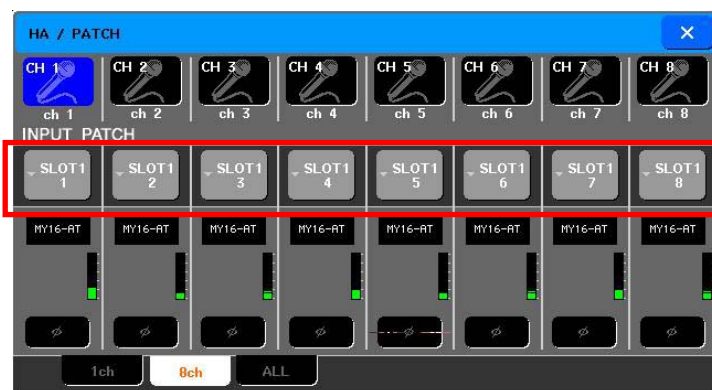 HA / PATCH
CH 1 CH 2 CH 3 CH 4 CH 5 CH 6 CH 7 CH 8
ch 1 ch 2 ch 3 ch 4 ch 5 ch 6 ch 7 ch 8
INPUT PATCH
SLOT1 SLOT1 SLOT1 SLOT1 SLOT1 SLOT1 SLOT1 SLOT1
1 2 3 4 5 6 7 8
MY16-AT MY16-AT MY16-AT MY16-AT MY16-AT MY16-AT MY16-AT MY16-AT
ø ø ø ø ø ø ø ø
1ch 8ch ALL